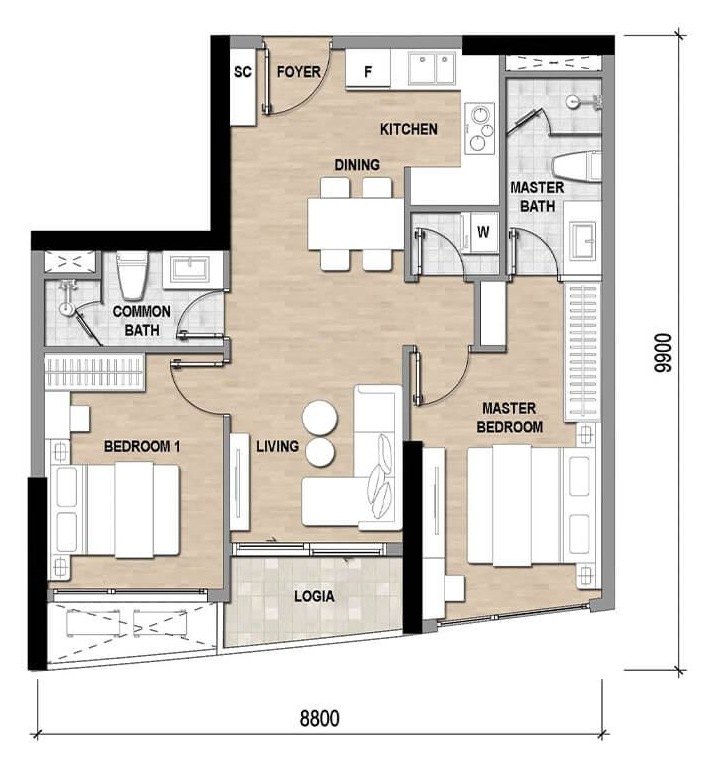 SC
FOYER
F
KITCHEN
DINING
MASTER
BATH
W
COMMON
BATH
MASTER
BEDROOM
BEDROOM 1
LIVING
LOGIA
9900
8800